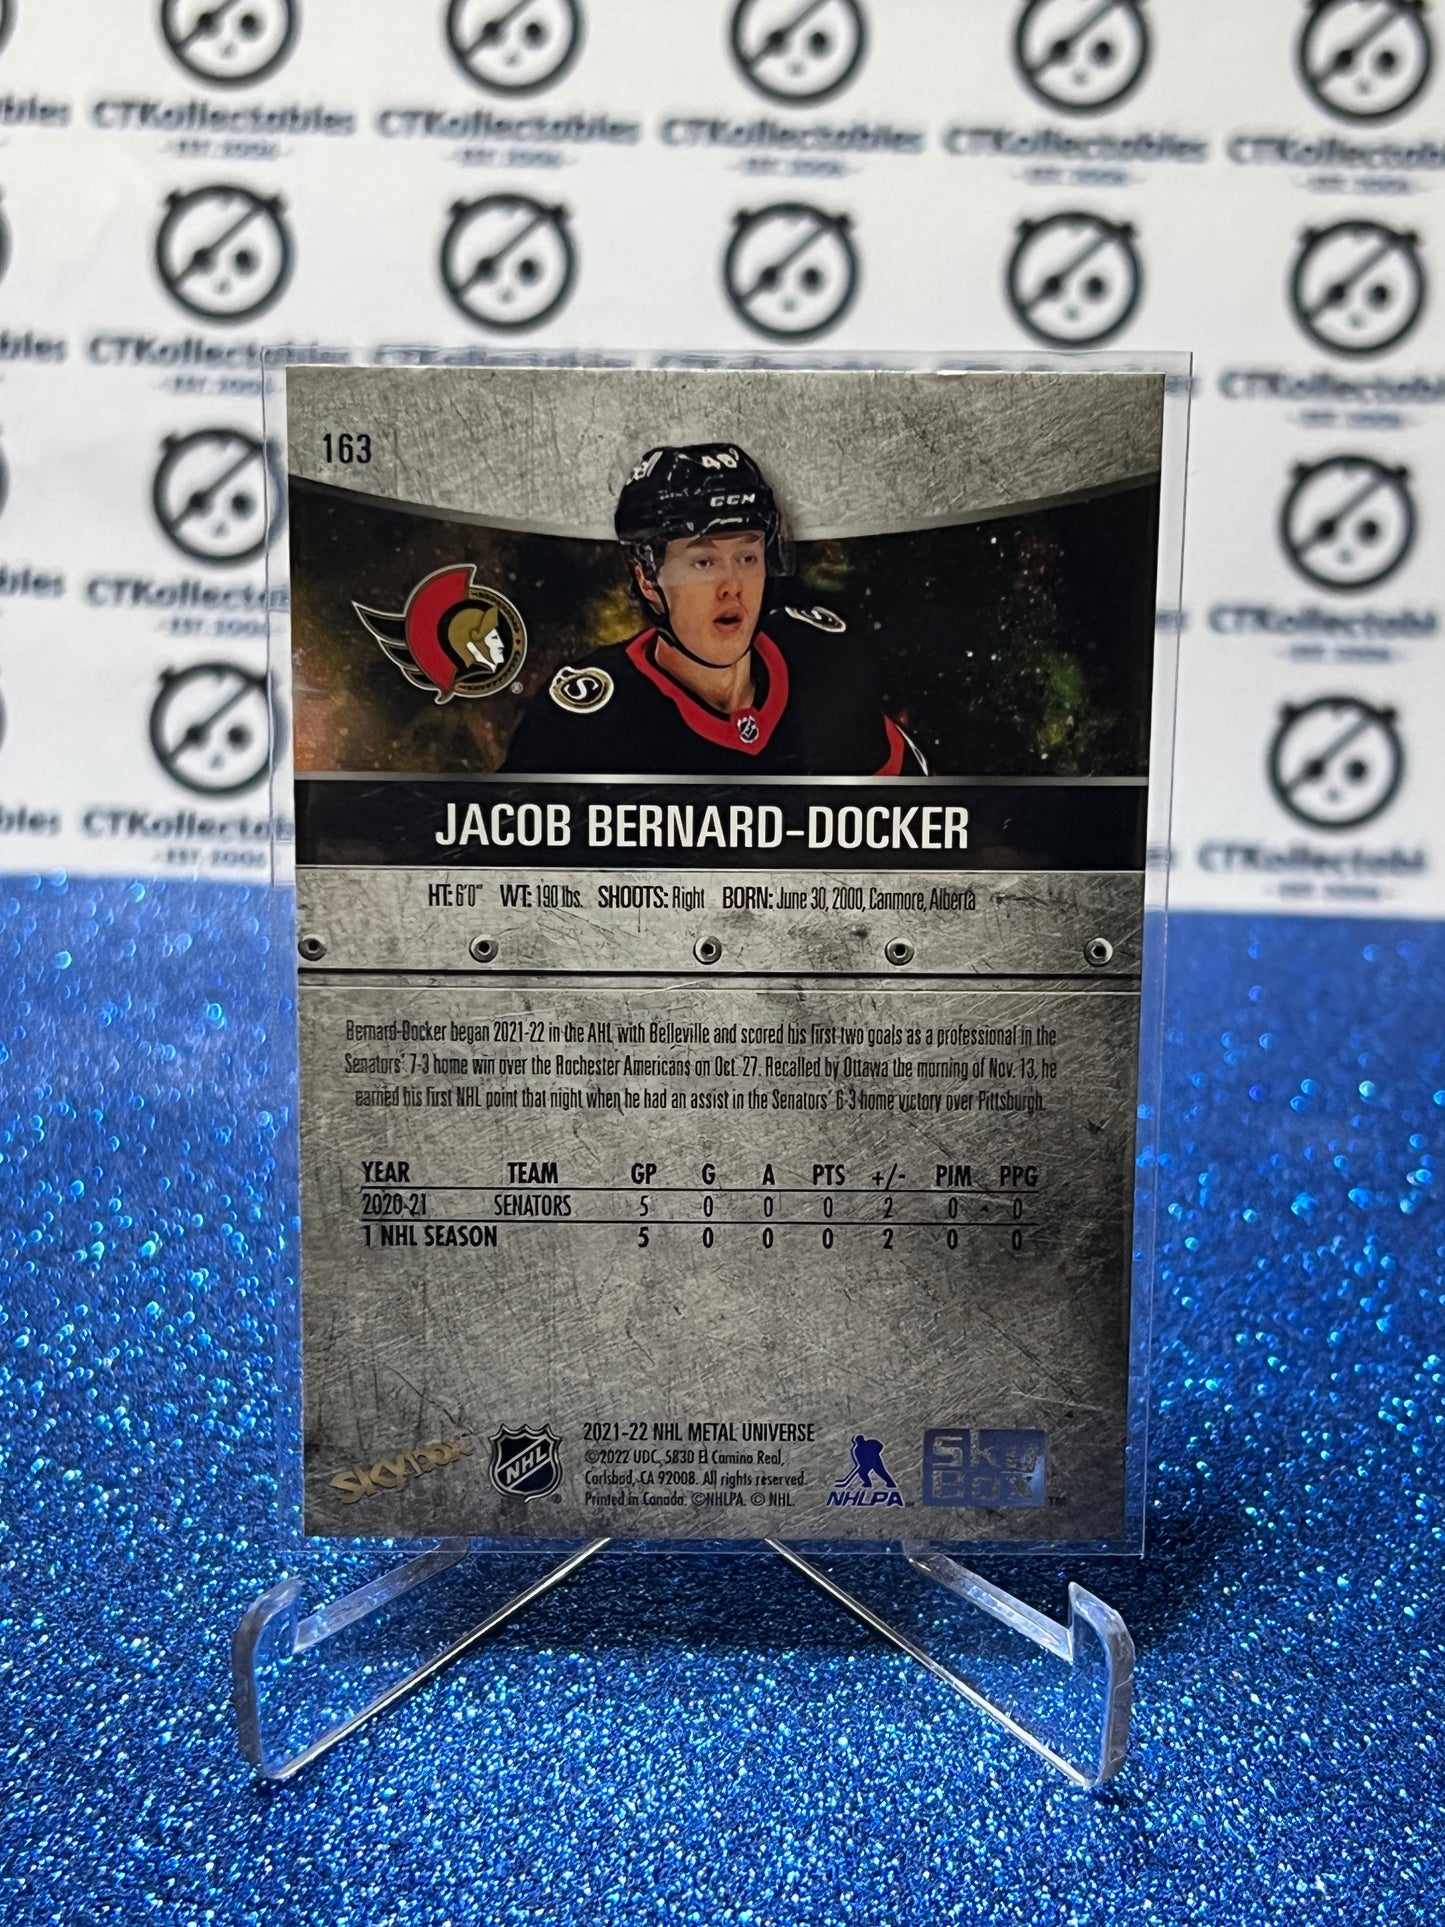 CTKollectables CTKollectables CTKollectables CTKollectables
163
48
CCM
S
JACOB BERNARD-DOCKER
HT: 6'0" WT: 190 lbs. SHOOTS: Right BORN: June 30, 2000, Canmore, Alberta
Bernard-Docker began 2021-22 in the AHL with Belleville and scored his first two goals as a professional in the
Senators' 7-3 home win over the Rochester Americans on Oct. 27. Recalled by Ottawa the morning of Nov. 13, he
earned his first NHL point that night when he had an assist in the Senators' 6-3 home victory over Pittsburgh.
YEAR TEAM GP G A PTS +/- PIM PPG
2020-21 SENATORS 5 0 0 0 2 0 0
1 NHL SEASON 5 0 0 0 2 0 0
SKYBOX
NHL
2021-22 NHL METAL UNIVERSE
©2022 UDC, 5830 El Camino Real,
Carlsbad, CA 92008. All rights reserved.
Printed in Canada. ©NHLPA. © NHL.
NHLPA
SKY
BOX